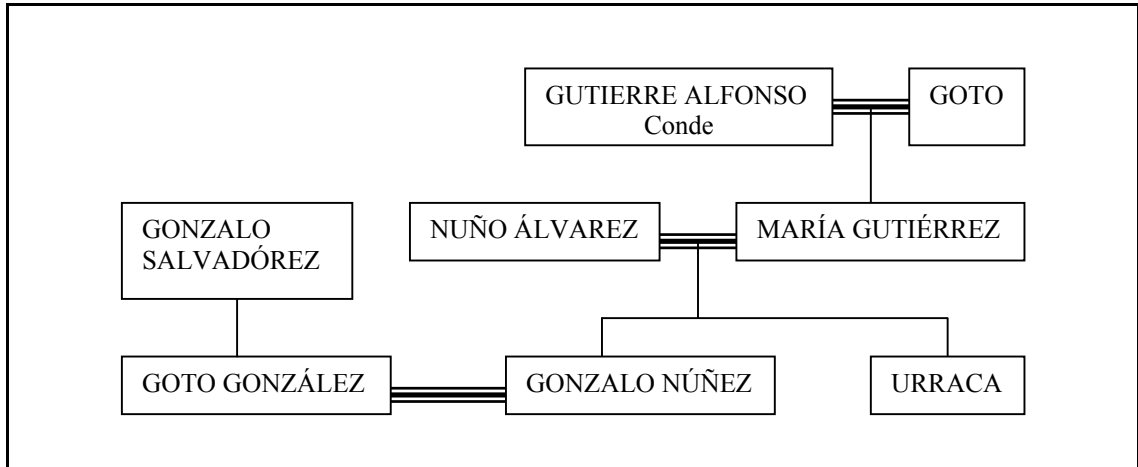 GUTIERRE ALFONSO
Conde
GOTO
GONZALO
SALVADÓREZ
NUÑO ÁLVAREZ
MARÍA GUTIÉRREZ
GOTO GONZÁLEZ
GONZALO NÚÑEZ
URRACA